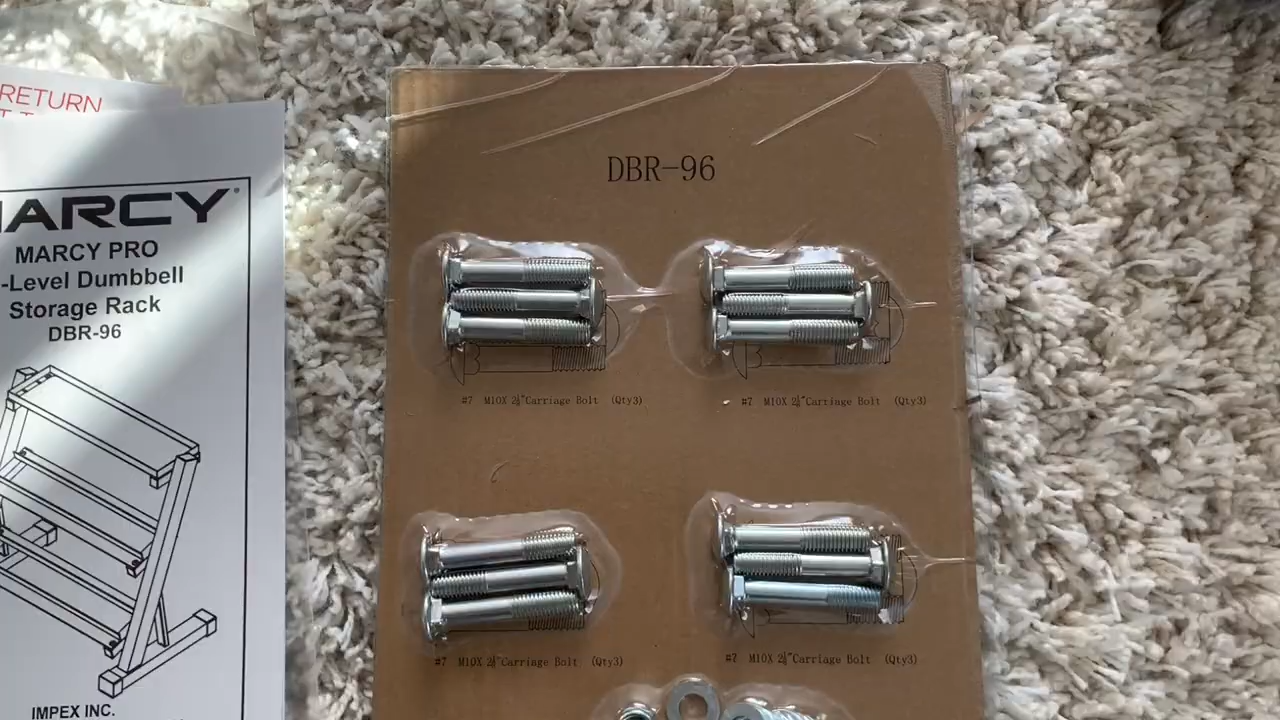 RETURN
MARCY®
MARCY PRO
-Level Dumbbell
Storage Rack
DBR-96
IMPEX INC.
DBR-96
#7 M10X 2½"Carriage Bolt (Qty3)
#7 M10X 2½"Carriage Bolt (Qty3)
#7 M10X 2½"Carriage Bolt (Qty3)
#7 M10X 2½"Carriage Bolt (Qty3)